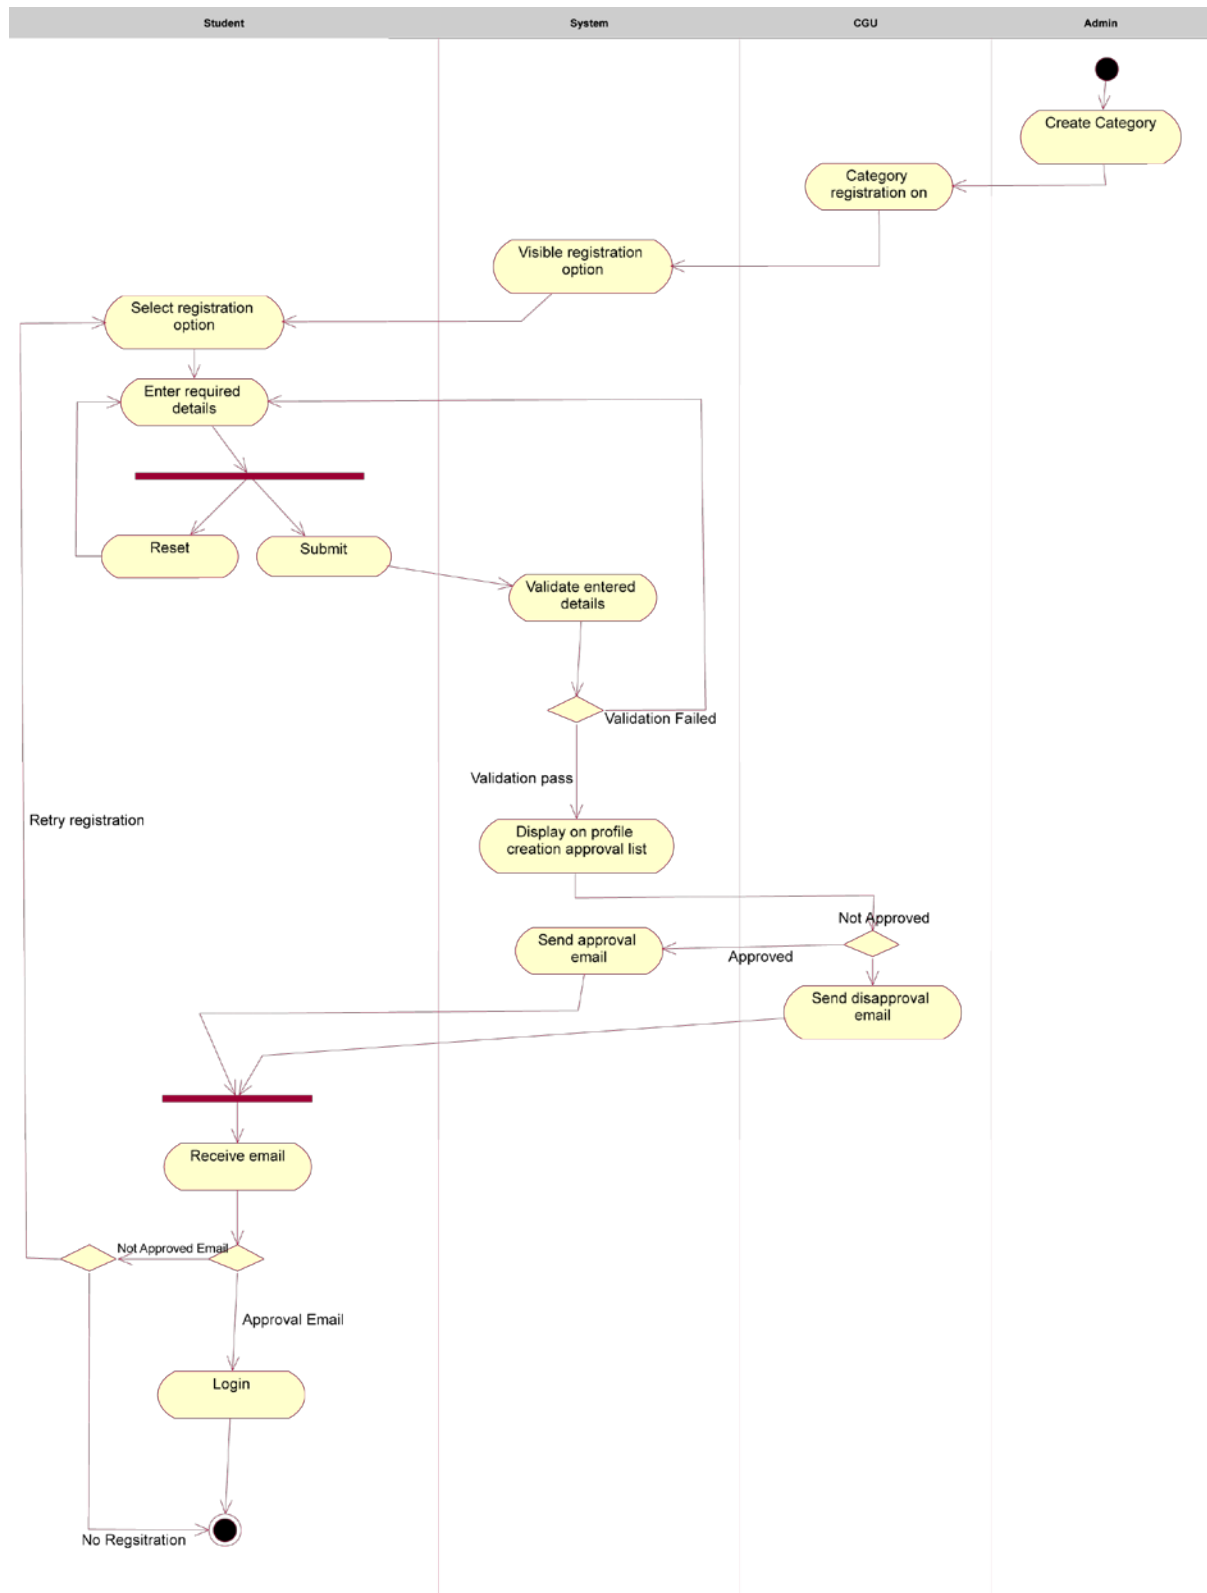 Student
System
CGU
Admin
Create Category
Category
registration on
Visible registration
option
Select registration
option
Enter required
details
Reset
Submit
Validate entered
details
Validation Failed
Validation pass
Retry registration
Display on profile
creation approval list
Not Approved
Send approval
email
Approved
Send disapproval
email
Receive email
Not Approved Email
Approval Email
Login
No Regsitration